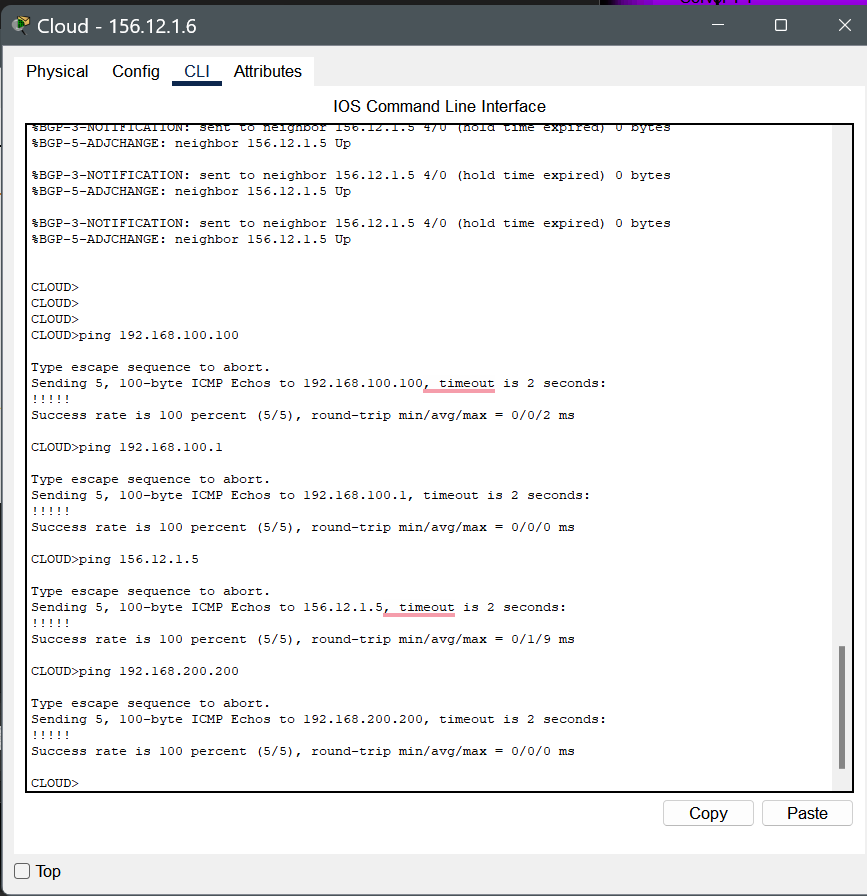 Cloud - 156.12.1.6
Physical Config CLI Attributes
IOS Command Line Interface
%BGP-3-NOTIFICATION: sent to neighbor 156.12.1.5 4/0 (hold time expired) 0 bytes
%BGP-5-ADJCHANGE: neighbor 156.12.1.5 Up
%BGP-3-NOTIFICATION: sent to neighbor 156.12.1.5 4/0 (hold time expired) 0 bytes
%BGP-5-ADJCHANGE: neighbor 156.12.1.5 Up
%BGP-3-NOTIFICATION: sent to neighbor 156.12.1.5 4/0 (hold time expired) 0 bytes
%BGP-5-ADJCHANGE: neighbor 156.12.1.5 Up
CLOUD>
CLOUD>
CLOUD>
CLOUD>ping 192.168.100.100
Type escape sequence to abort.
Sending 5, 100-byte ICMP Echos to 192.168.100.100, timeout is 2 seconds:
!!!!!
Success rate is 100 percent (5/5), round-trip min/avg/max = 0/0/2 ms
CLOUD>ping 192.168.100.1
Type escape sequence to abort.
Sending 5, 100-byte ICMP Echos to 192.168.100.1, timeout is 2 seconds:
!!!!!
Success rate is 100 percent (5/5), round-trip min/avg/max = 0/0/0 ms
CLOUD>ping 156.12.1.5
Type escape sequence to abort.
Sending 5, 100-byte ICMP Echos to 156.12.1.5, timeout is 2 seconds:
!!!!!
Success rate is 100 percent (5/5), round-trip min/avg/max = 0/1/9 ms
CLOUD>ping 192.168.200.200
Type escape sequence to abort.
Sending 5, 100-byte ICMP Echos to 192.168.200.200, timeout is 2 seconds:
!!!!!
Success rate is 100 percent (5/5), round-trip min/avg/max = 0/0/0 ms
CLOUD>
Copy Paste
Top